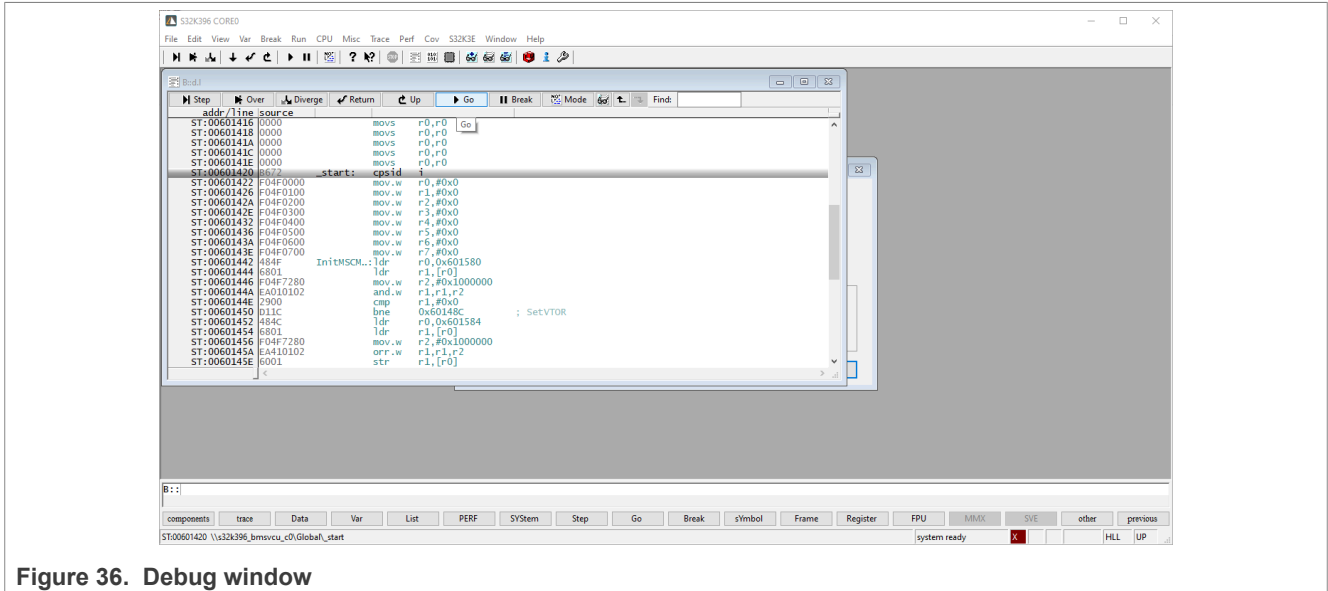 S32K396 CORE0
File Edit View Var Break Run CPU Misc Trace Perf Cov S32K3E Window Help
B::d.l
Step Over Diverge Return Up Go Break Mode Find:
addr/line source
Go
ST:00601416 0000 movs r0,r0
ST:00601418 0000 movs r0,r0
ST:0060141A 0000 movs r0,r0
ST:0060141C 0000 movs r0,r0
ST:0060141E 0000 movs r0,r0
ST:00601420 B672 _start: cpsid i
ST:00601422 F04F0000 mov.w r0,#0x0
ST:00601426 F04F0100 mov.w r1,#0x0
ST:0060142A F04F0200 mov.w r2,#0x0
ST:0060142E F04F0300 mov.w r3,#0x0
ST:00601432 F04F0400 mov.w r4,#0x0
ST:00601436 F04F0500 mov.w r5,#0x0
ST:0060143A F04F0600 mov.w r6,#0x0
ST:0060143E F04F0700 mov.w r7,#0x0
ST:00601442 484F InitMSCM..:ldr r0,0x601580
ST:00601444 6801 ldr r1,[r0]
ST:00601446 F04F7280 mov.w r2,#0x1000000
ST:0060144A EA010102 and.w r1,r1,r2
ST:0060144E 2900 cmp r1,#0x0
ST:00601450 D11C bne 0x60148C ; SetVTOR
ST:00601452 484C ldr r0,0x601584
ST:00601454 6801 ldr r1,[r0]
ST:00601456 F04F7280 mov.w r2,#0x1000000
ST:0060145A EA410102 orr.w r1,r1,r2
ST:0060145E 6001 str r1,[r0]
B::
components trace Data Var List PERF SYStem Step Go Break sYmbol Frame Register FPU MMX SVE other previous
ST:00601420 \\s32k396_bmsvcu_c0\Global\_start system ready X HLL UP
Figure 36. Debug window